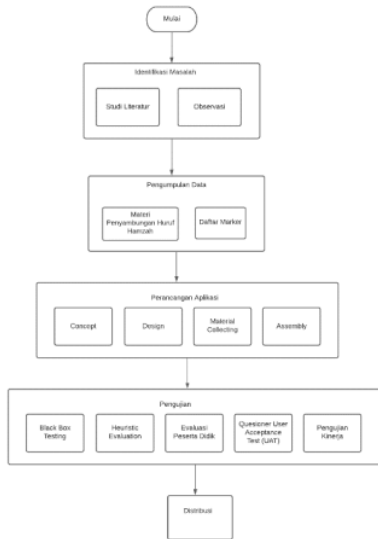 Mulai
Identifikasi Masalah
Studi Literatur
Observasi
Pengumpulan Data
Materi
Penyambungan Huruf
Hamzah
Daftar Marker
Perancangan Aplikasi
Concept
Design
Material
Collecting
Assembly
Pengujian
Black Box
Testing
Heuristic
Evaluation
Evaluasi
Peserta Didik
Quesioner User
Acceptance
Test (UAT)
Pengujian
Kinerja
Distribusi